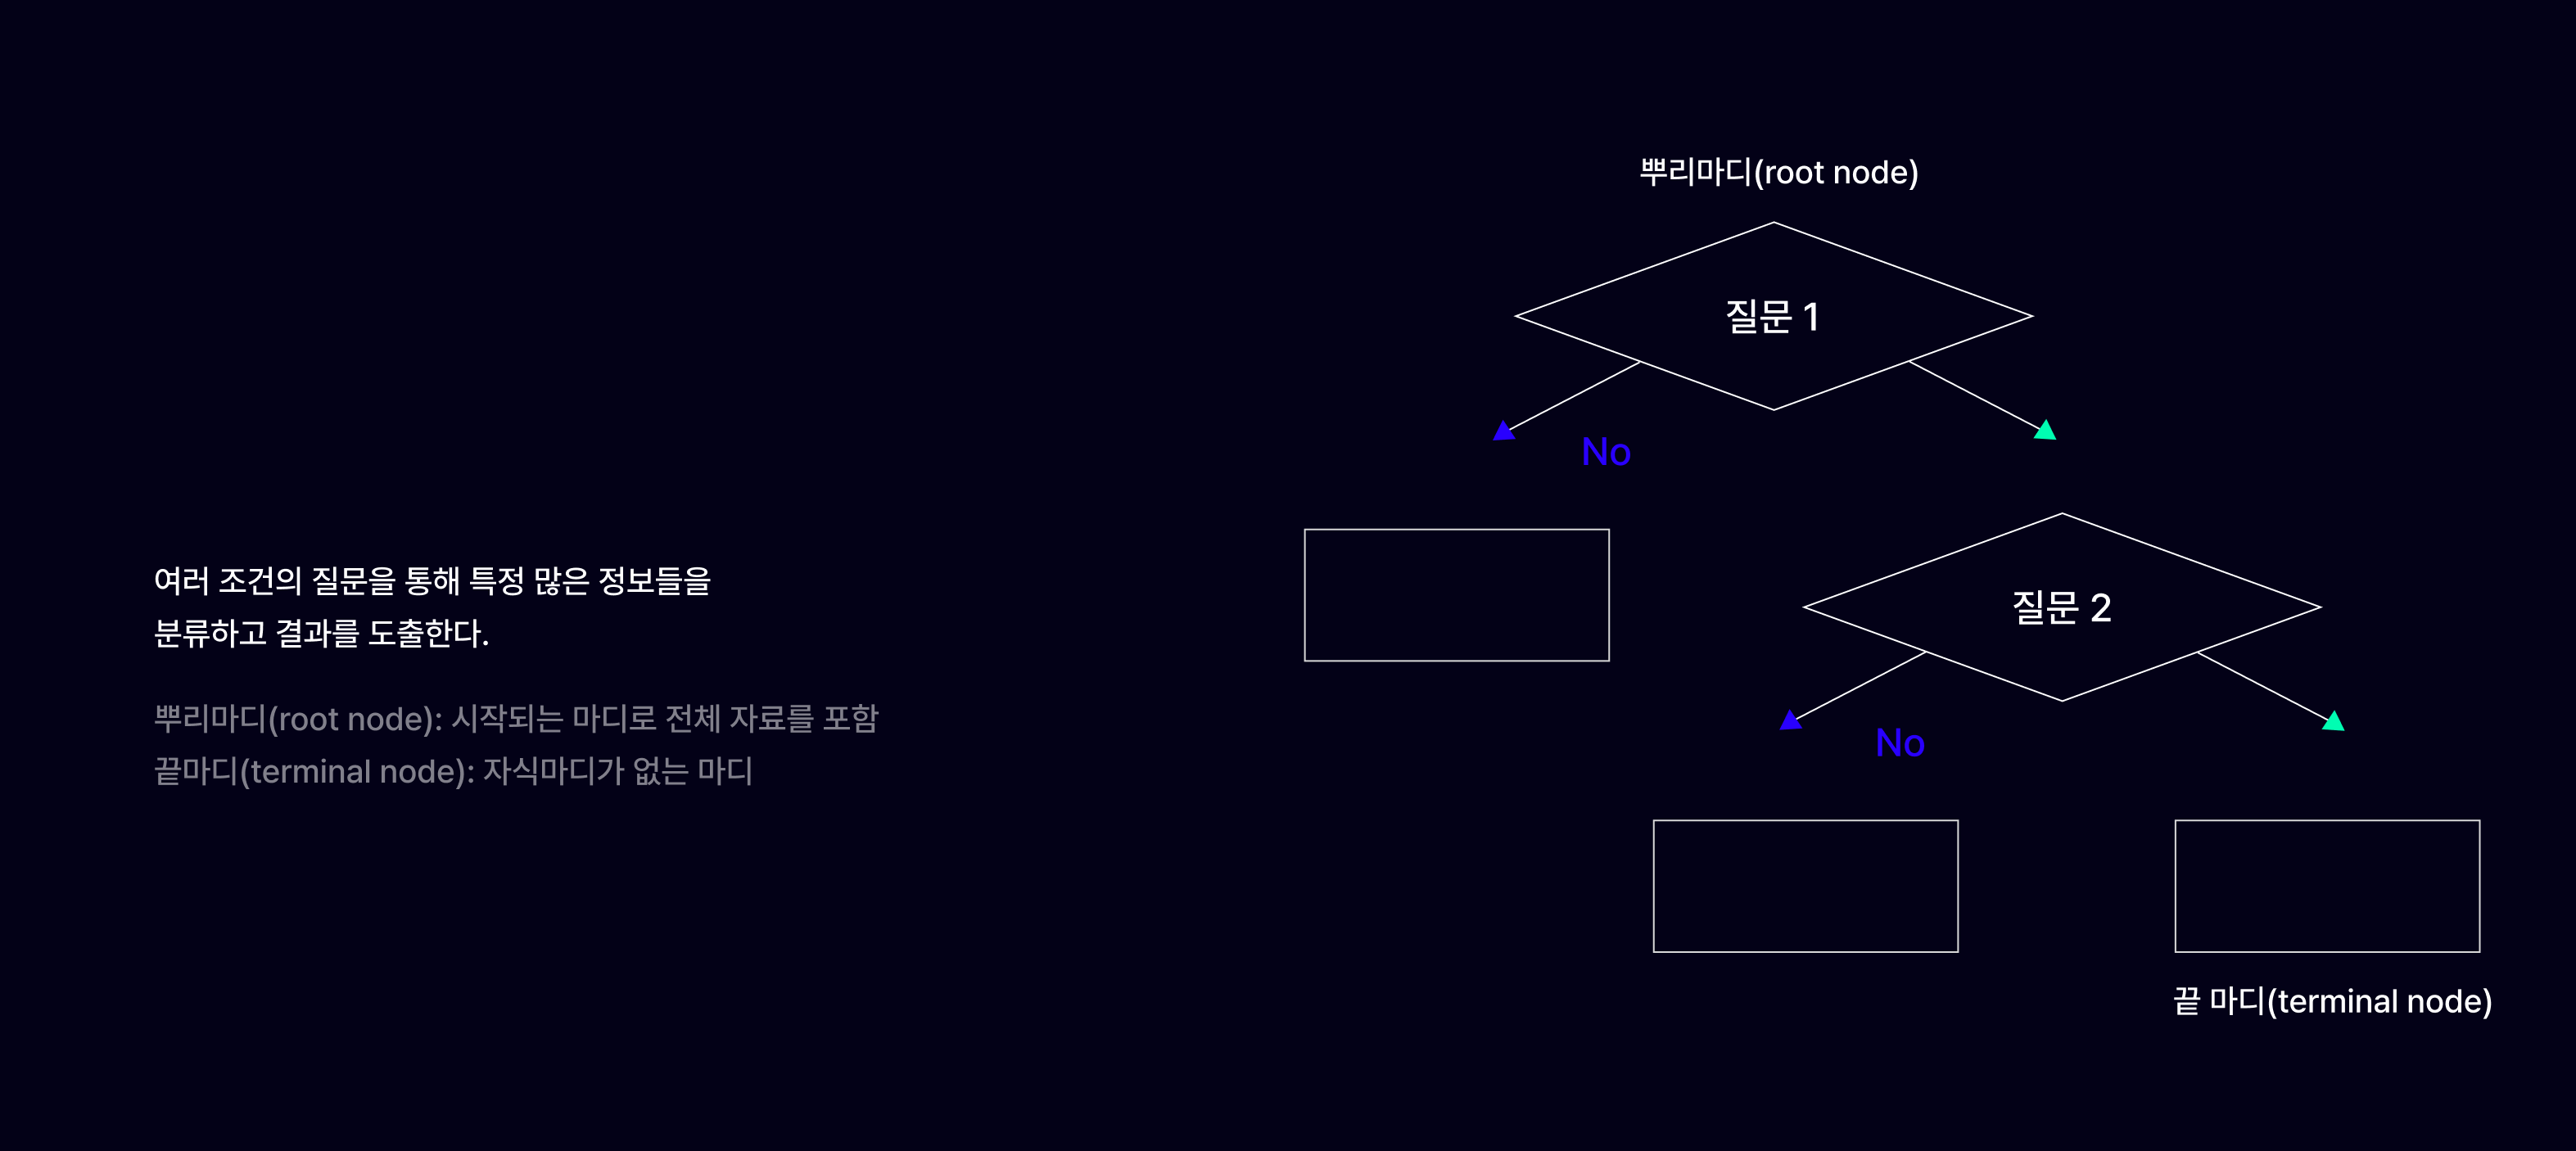 여러 조건의 질문을 통해 특정 많은 정보들을
분류하고 결과를 도출한다.
뿌리마디(root node): 시작되는 마디로 전체 자료를 포함
끝마디(terminal node): 자식마디가 없는 마디
뿌리마디(root node)
질문 1
No
질문 2
No
끝 마디(terminal node)